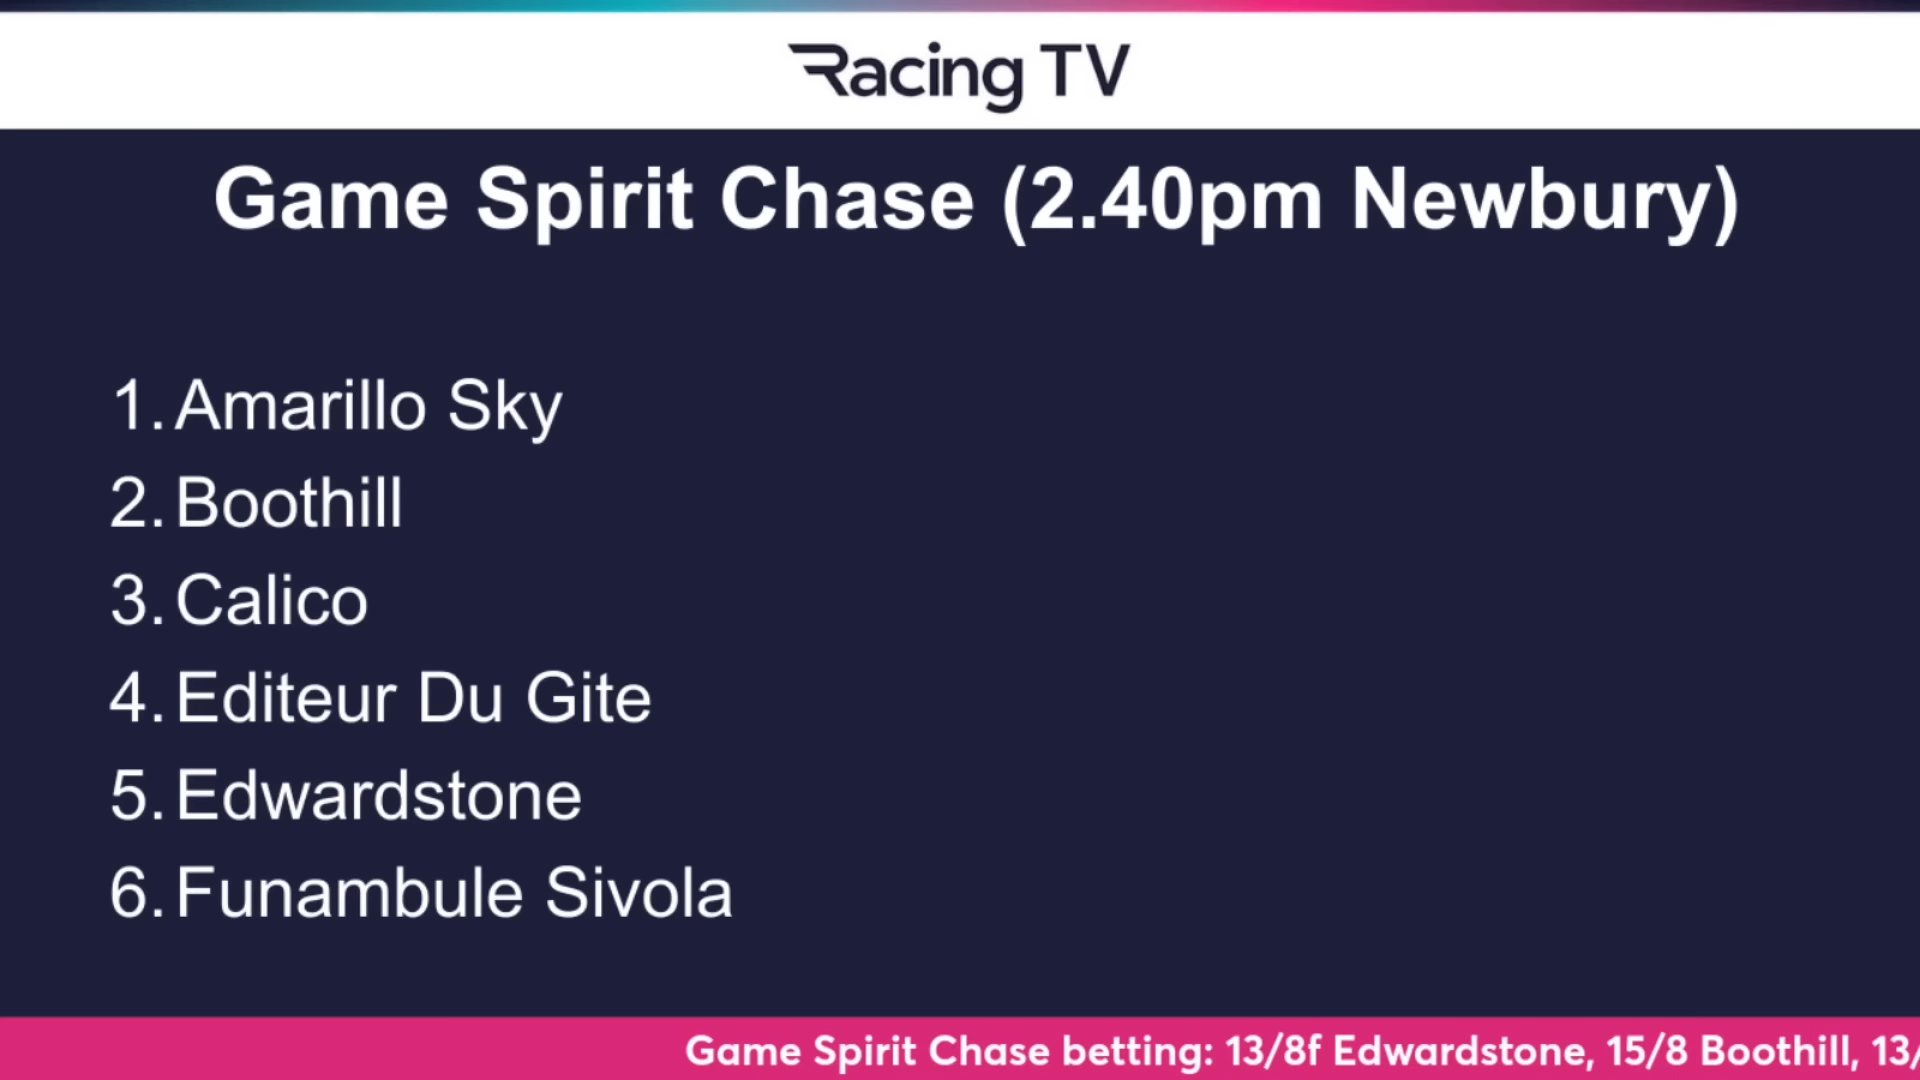 Racing TV
Game Spirit Chase (2.40pm Newbury)
1. Amarillo Sky
2. Boothill
3. Calico
4. Editeur Du Gite
5. Edwardstone
6. Funambule Sivola
Game Spirit Chase betting: 13/8f Edwardstone, 15/8 Boothill, 13/